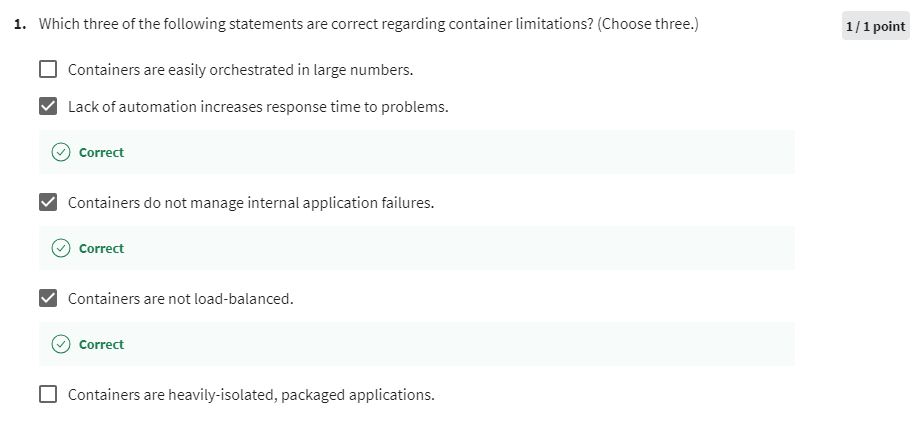 1. Which three of the following statements are correct regarding container limitations? (Choose three.)
1 / 1 point
Containers are easily orchestrated in large numbers.
Lack of automation increases response time to problems.
Correct
Containers do not manage internal application failures.
Correct
Containers are not load-balanced.
Correct
Containers are heavily-isolated, packaged applications.